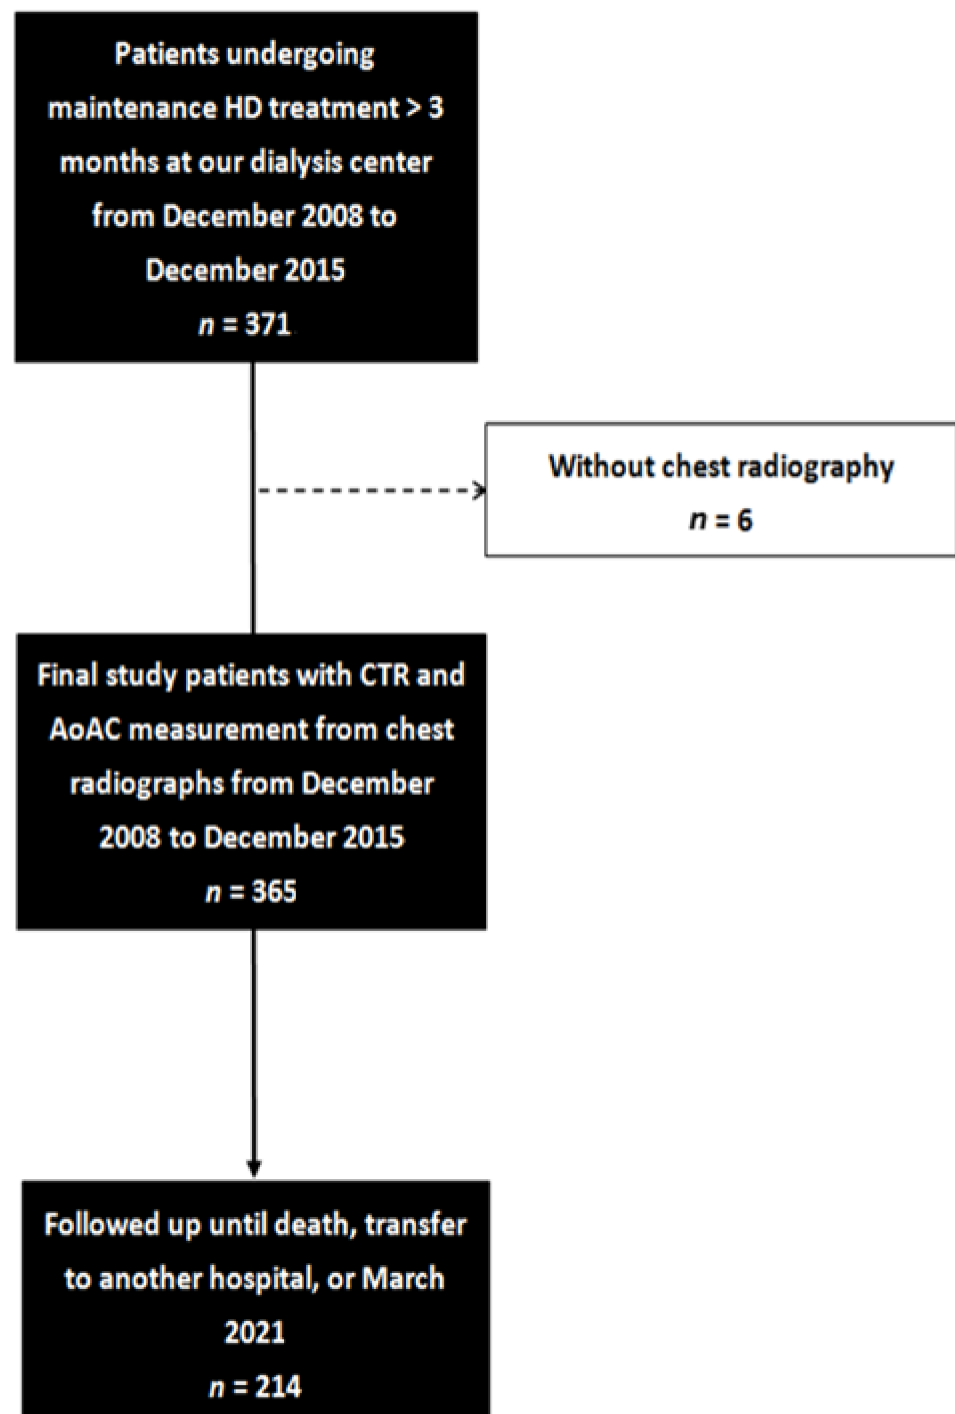 Patients undergoing
maintenance HD treatment > 3
months at our dialysis center
from December 2008 to
December 2015
n = 371
Without chest radiography
n = 6
Final study patients with CTR and
AoAC measurement from chest
radiographs from December
2008 to December 2015
n = 365
Followed up until death, transfer
to another hospital, or March
2021
n = 214